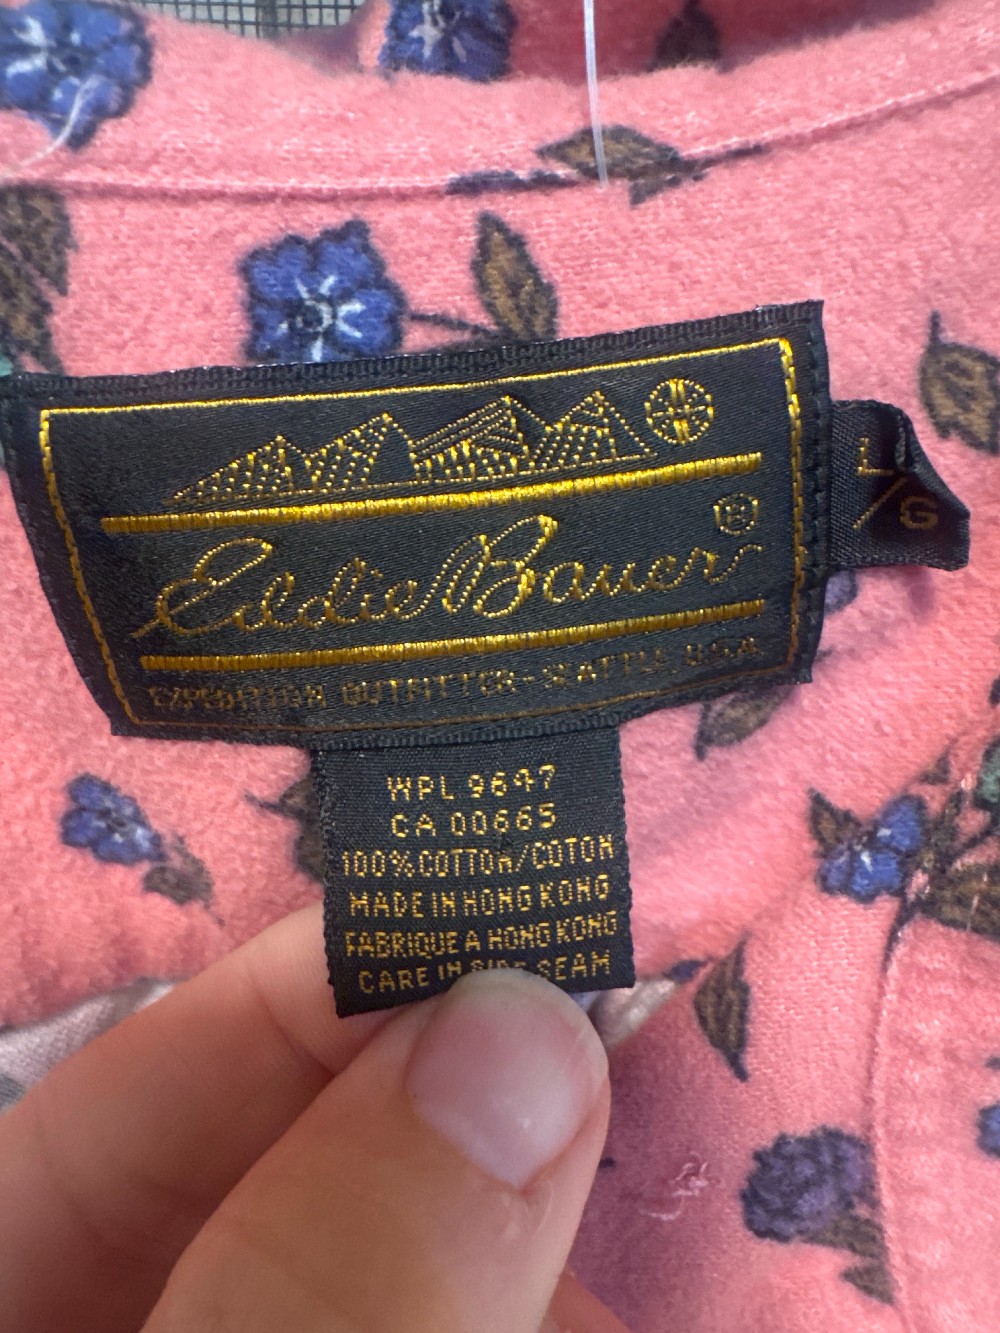 Eddie Bauer ®
EXPEDITION OUTFITTER - SEATTLE, U.S.A.
L/G
WPL 9647
CA 00665
100% COTTON/COTON
MADE IN HONG KONG
FABRIQUE A HONG KONG
CARE IN SIDE SEAM